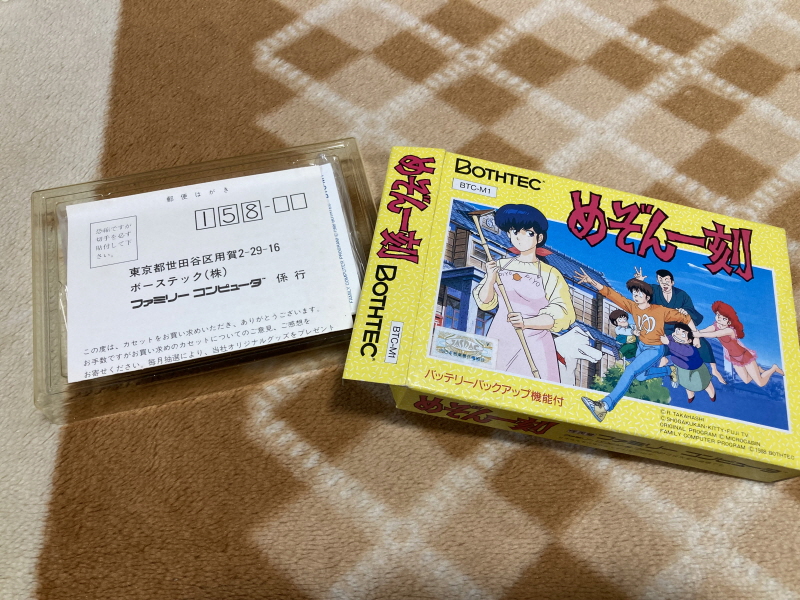 郵便はがき
158-
恐縮ですが
切手を必ず
貼付して下
さい。
東京都世田谷区用賀2-29-16
ボーステック(株)
ファミリーコンピュータ 係 行
この度は、カセットをお買い求めいただき、ありがとうございます。
お手数ですがお買い求めのカセットについてのご意見、ご感想を
お寄せください。毎月抽選により、当社オリジナルグッズをプレゼント
めぞん一刻
BOTHTEC
BTC-M1
BOTHTEC
BTC-M1
めぞん一刻
ゆ
バッテリーバックアップ機能付
©R. TAKAHASHI
©SHOGAKUKAN・KITTY・FUJI TV
ORIGINAL PROGRAM ©MICROCABIN
FAMILY COMPUTER PROGRAM ©1988 BOTHTEC
めぞん一刻